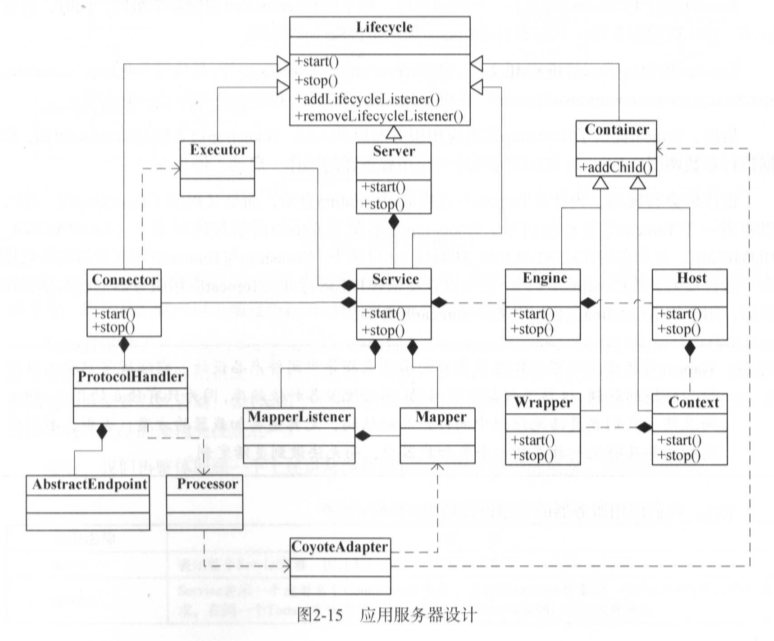 Lifecycle
+start()
+stop()
+addLifecycleListener()
+removeLifecycleListener()
Executor
Server
+start()
+stop()
Container
+addChild()
Connector
+start()
+stop()
Service
+start()
+stop()
Engine
+start()
+stop()
Host
+start()
+stop()
ProtocolHandler
MapperListener
Mapper
Wrapper
+start()
+stop()
Context
+start()
+stop()
AbstractEndpoint
Processor
CoyoteAdapter
图2-15 应用服务器设计